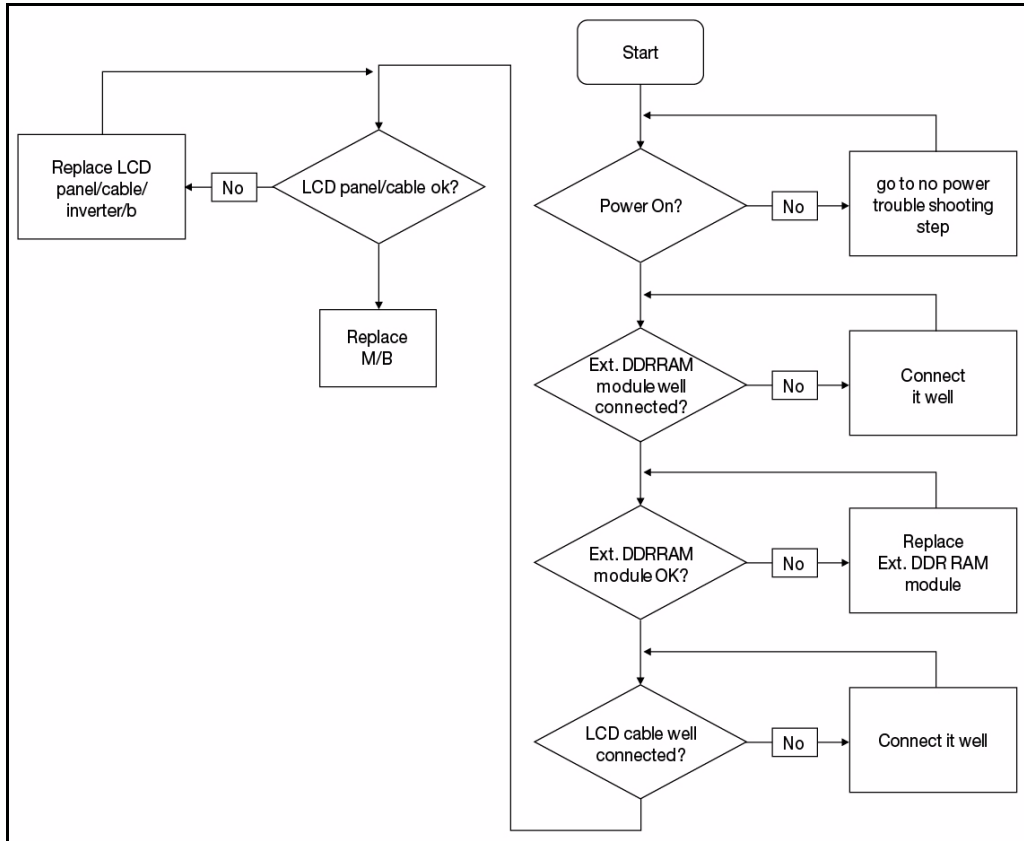 Start
Power On?
No
go to no power
trouble shooting
step
Ext. DDRRAM
module well
connected?
No
Connect
it well
Ext. DDRRAM
module OK?
No
Replace
Ext. DDR RAM
module
LCD cable well
connected?
No
Connect it well
LCD panel/cable ok?
No
Replace LCD
panel/cable/
inverter/b
Replace
M/B